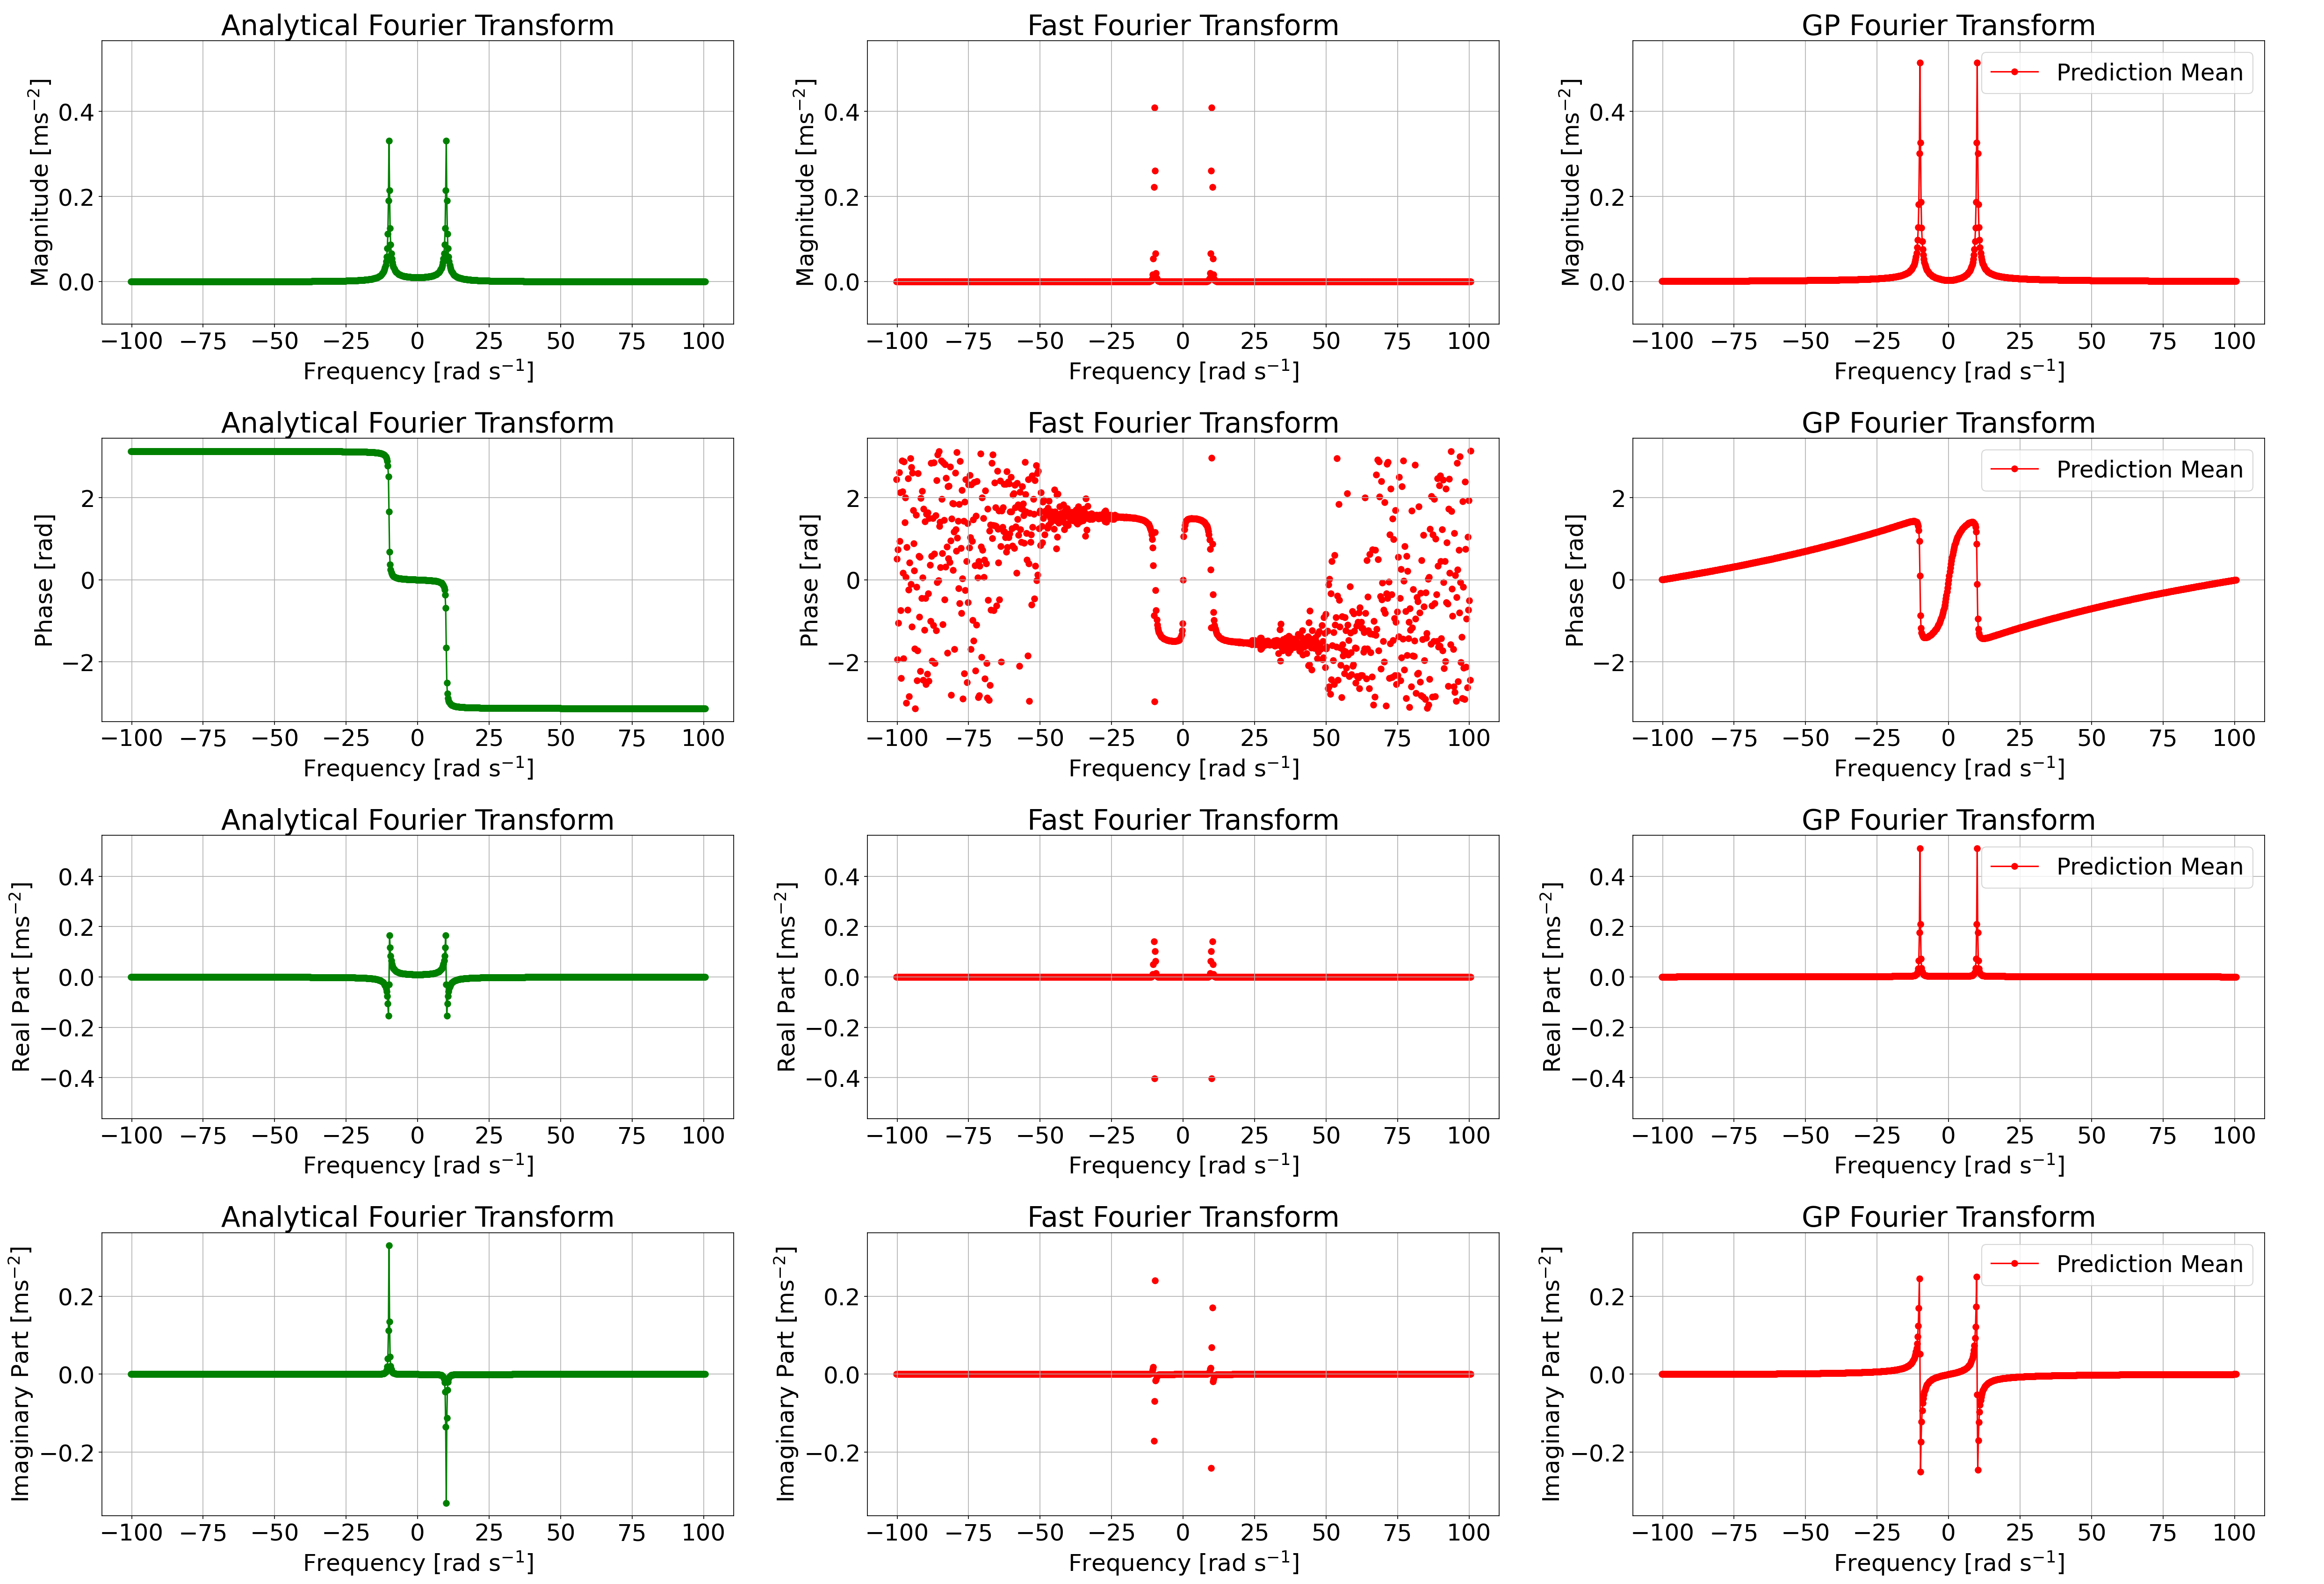 Analytical Fourier Transform
Magnitude [ms⁻²]
0.4
0.2
0.0
−100 −75 −50 −25 0 25 50 75 100
Frequency [rad s⁻¹]
Fast Fourier Transform
Magnitude [ms⁻²]
0.4
0.2
0.0
−100 −75 −50 −25 0 25 50 75 100
Frequency [rad s⁻¹]
GP Fourier Transform
Prediction Mean
Magnitude [ms⁻²]
0.4
0.2
0.0
−100 −75 −50 −25 0 25 50 75 100
Frequency [rad s⁻¹]
Analytical Fourier Transform
Phase [rad]
2
0
−2
−100 −75 −50 −25 0 25 50 75 100
Frequency [rad s⁻¹]
Fast Fourier Transform
Phase [rad]
2
0
−2
−100 −75 −50 −25 0 25 50 75 100
Frequency [rad s⁻¹]
GP Fourier Transform
Prediction Mean
Phase [rad]
2
0
−2
−100 −75 −50 −25 0 25 50 75 100
Frequency [rad s⁻¹]
Analytical Fourier Transform
Real Part [ms⁻²]
0.4
0.2
0.0
−0.2
−0.4
−100 −75 −50 −25 0 25 50 75 100
Frequency [rad s⁻¹]
Fast Fourier Transform
Real Part [ms⁻²]
0.4
0.2
0.0
−0.2
−0.4
−100 −75 −50 −25 0 25 50 75 100
Frequency [rad s⁻¹]
GP Fourier Transform
Prediction Mean
Real Part [ms⁻²]
0.4
0.2
0.0
−0.2
−0.4
−100 −75 −50 −25 0 25 50 75 100
Frequency [rad s⁻¹]
Analytical Fourier Transform
Imaginary Part [ms⁻²]
0.2
0.0
−0.2
−100 −75 −50 −25 0 25 50 75 100
Frequency [rad s⁻¹]
Fast Fourier Transform
Imaginary Part [ms⁻²]
0.2
0.0
−0.2
−100 −75 −50 −25 0 25 50 75 100
Frequency [rad s⁻¹]
GP Fourier Transform
Prediction Mean
Imaginary Part [ms⁻²]
0.2
0.0
−0.2
−100 −75 −50 −25 0 25 50 75 100
Frequency [rad s⁻¹]